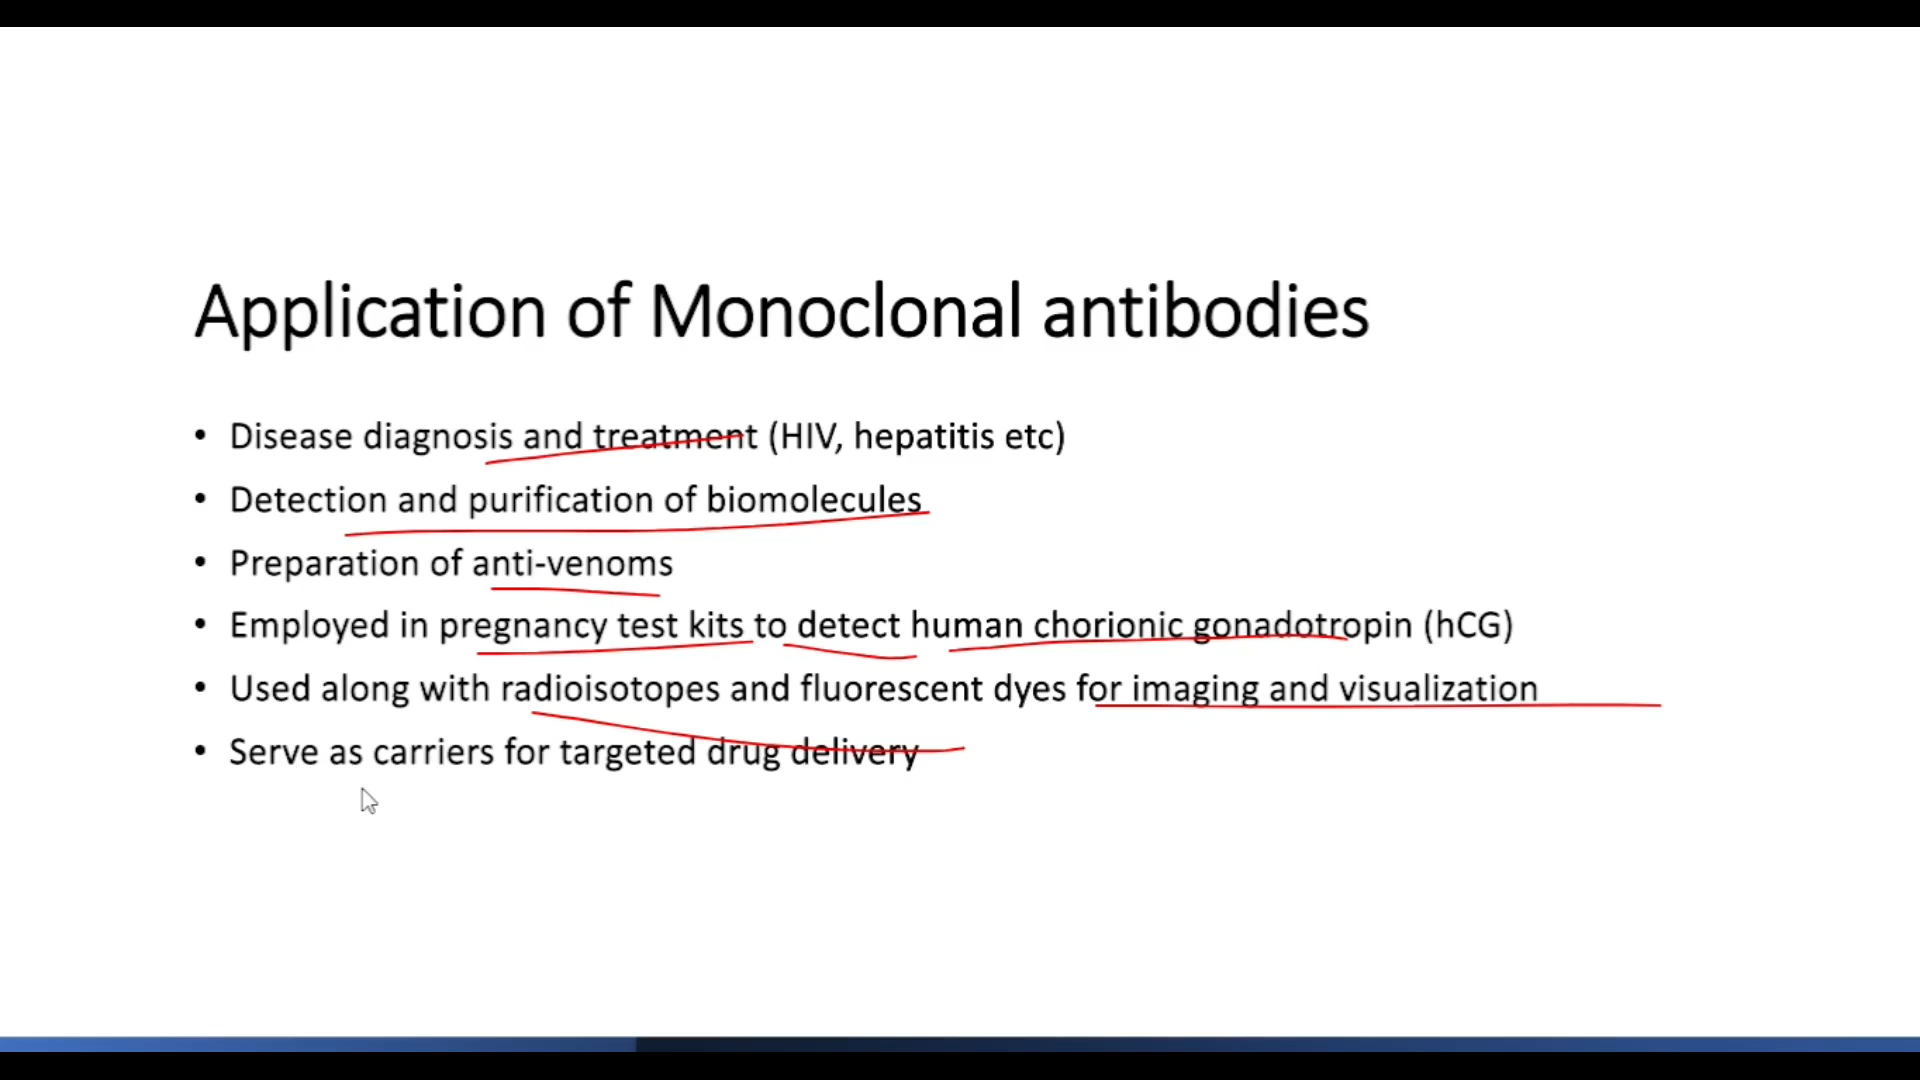 Application of Monoclonal antibodies
• Disease diagnosis and treatment (HIV, hepatitis etc)
• Detection and purification of biomolecules
• Preparation of anti-venoms
• Employed in pregnancy test kits to detect human chorionic gonadotropin (hCG)
• Used along with radioisotopes and fluorescent dyes for imaging and visualization
• Serve as carriers for targeted drug delivery